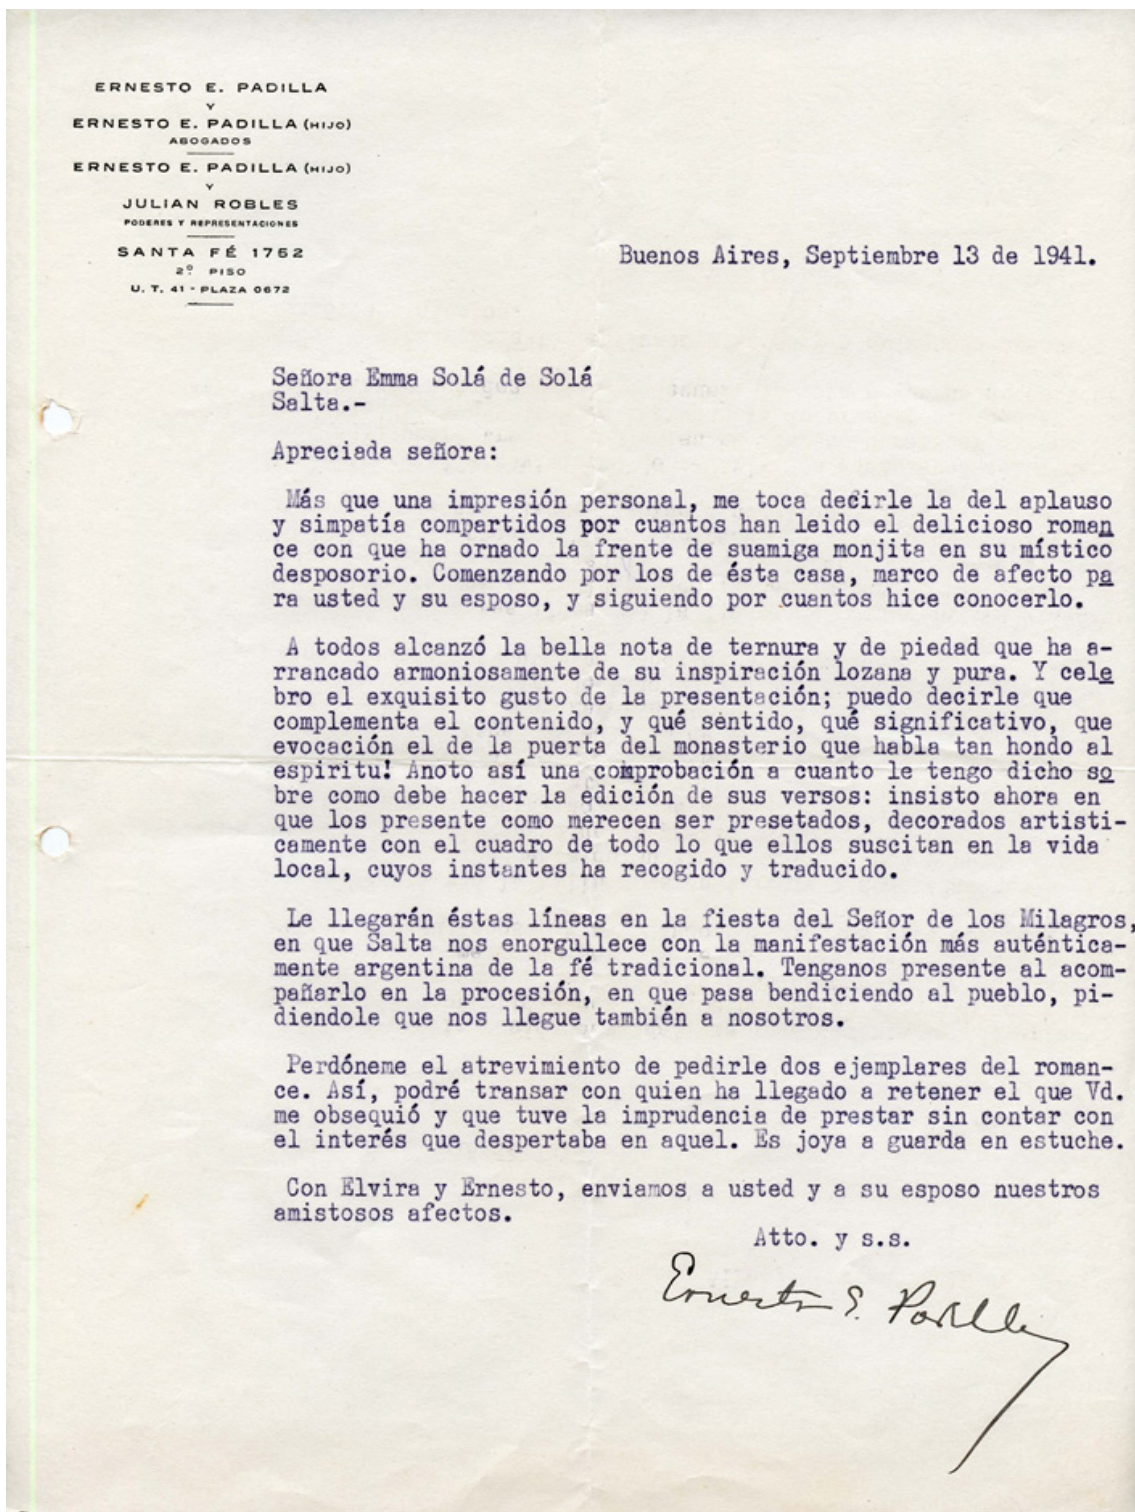 ERNESTO E. PADILLA
Y
ERNESTO E. PADILLA (HIJO)
ABOGADOS
ERNESTO E. PADILLA (HIJO)
Y
JULIAN ROBLES
PODERES Y REPRESENTACIONES
SANTA FÉ 1762
2º PISO
U. T. 41 - PLAZA 0672
Buenos Aires, Septiembre 13 de 1941.
Señora Emma Solá de Solá
Salta.-
Apreciada señora:
Más que una impresión personal, me toca decirle la del aplauso
y simpatía compartidos por cuantos han leido el delicioso roman
ce con que ha ornado la frente de suamiga monjita en su místico
desposorio. Comenzando por los de ésta casa, marco de afecto pa
ra usted y su esposo, y siguiendo por cuantos hice conocerlo.
A todos alcanzó la bella nota de ternura y de piedad que ha a-
rrancado armoniosamente de su inspiración lozana y pura. Y cele
bro el exquisito gusto de la presentación; puedo decirle que
complementa el contenido, y qué sentido, qué significativo, que
evocación el de la puerta del monasterio que habla tan hondo al
espiritu! Anoto así una comprobación a cuanto le tengo dicho so
bre como debe hacer la edición de sus versos: insisto ahora en
que los presente como merecen ser presetados, decorados artisti-
camente con el cuadro de todo lo que ellos suscitan en la vida
local, cuyos instantes ha recogido y traducido.
Le llegarán éstas líneas en la fiesta del Señor de los Milagros,
en que Salta nos enorgullece con la manifestación más auténtica-
mente argentina de la fé tradicional. Tenganos presente al acom-
pañarlo en la procesión, en que pasa bendiciendo al pueblo, pi-
diendole que nos llegue también a nosotros.
Perdóneme el atrevimiento de pedirle dos ejemplares del roman-
ce. Así, podré transar con quien ha llegado a retener el que Vd.
me obsequió y que tuve la imprudencia de prestar sin contar con
el interés que despertaba en aquel. Es joya a guarda en estuche.
Con Elvira y Ernesto, enviamos a usted y a su esposo nuestros
amistosos afectos.
Atto. y s.s.
Ernesto E. Padilla